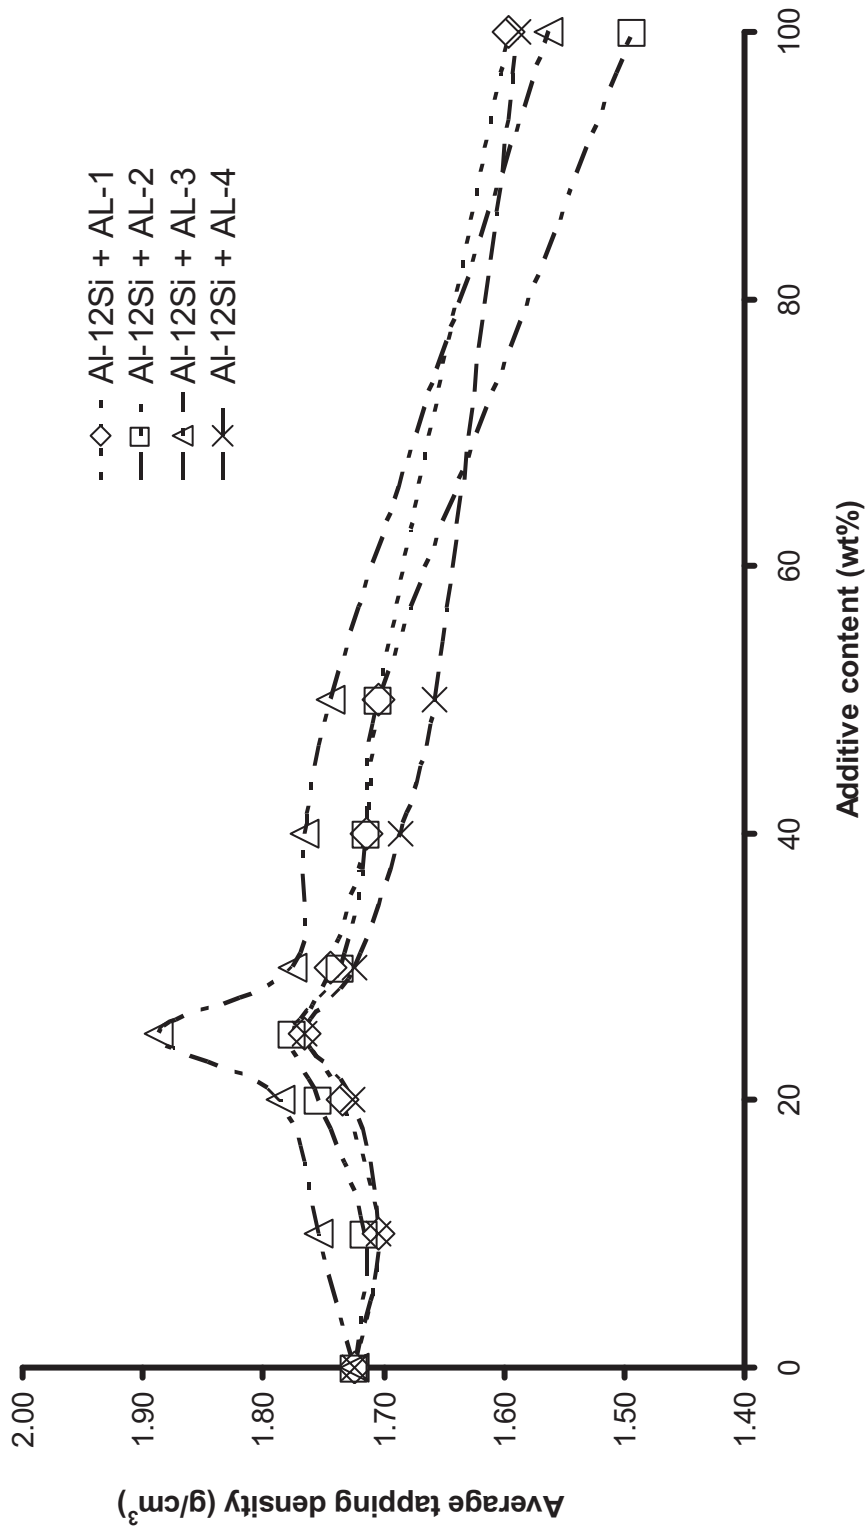 Al-12Si + AL-1
Al-12Si + AL-2
Al-12Si + AL-3
Al-12Si + AL-4
2.00
1.90
1.80
1.70
1.60
1.50
1.40
0
20
40
60
80
100
Average tapping density (g/cm³)
Additive content (wt%)